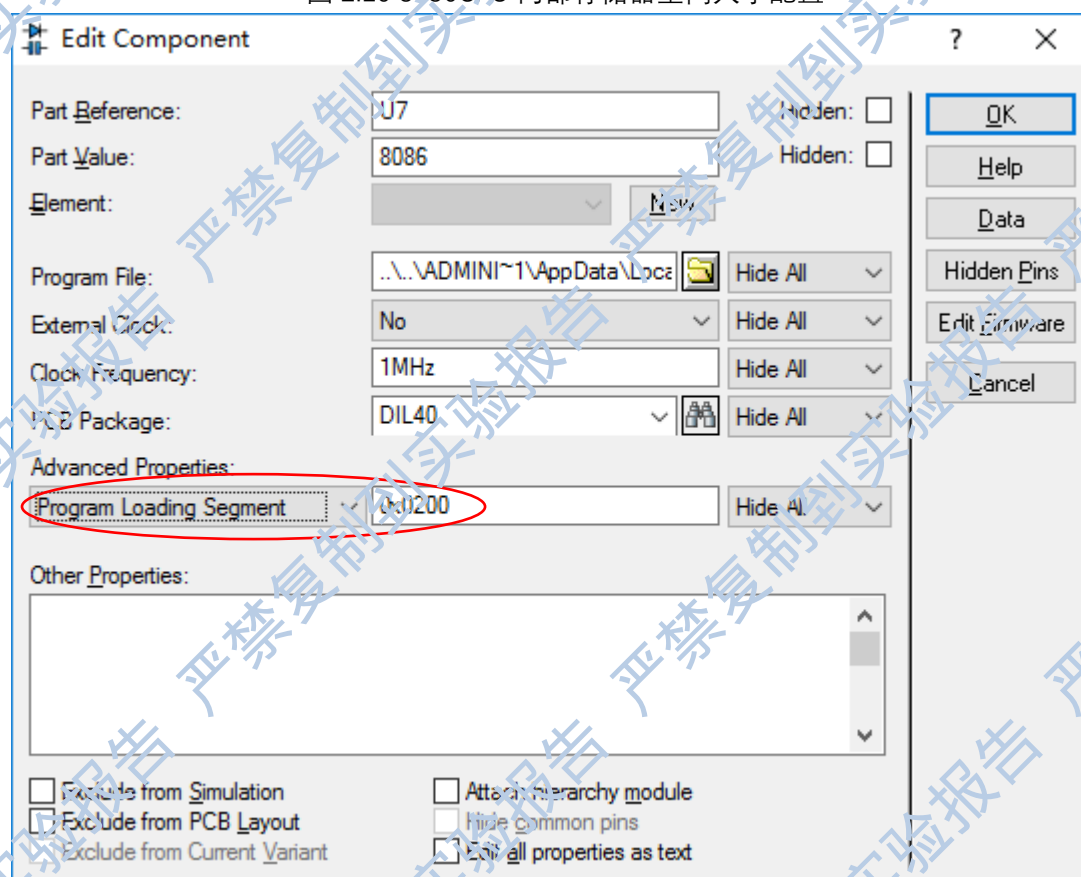 Edit Component
? ×
Part Reference: U7 Hidden:
Part Value: 8086 Hidden:
Element: New
Program File: ..\..\ADMINI~1\AppData\Loca Hide All
External Clock: No Hide All
Clock Frequency: 1MHz Hide All
PCB Package: DIL40 Hide All
Advanced Properties:
Program Loading Segment 0x0200 Hide All
Other Properties:
Exclude from Simulation Attach hierarchy module
Exclude from PCB Layout Hide common pins
Exclude from Current Variant Edit all properties as text
OK
Help
Data
Hidden Pins
Edit Firmware
Cancel
严禁复制到实验报告